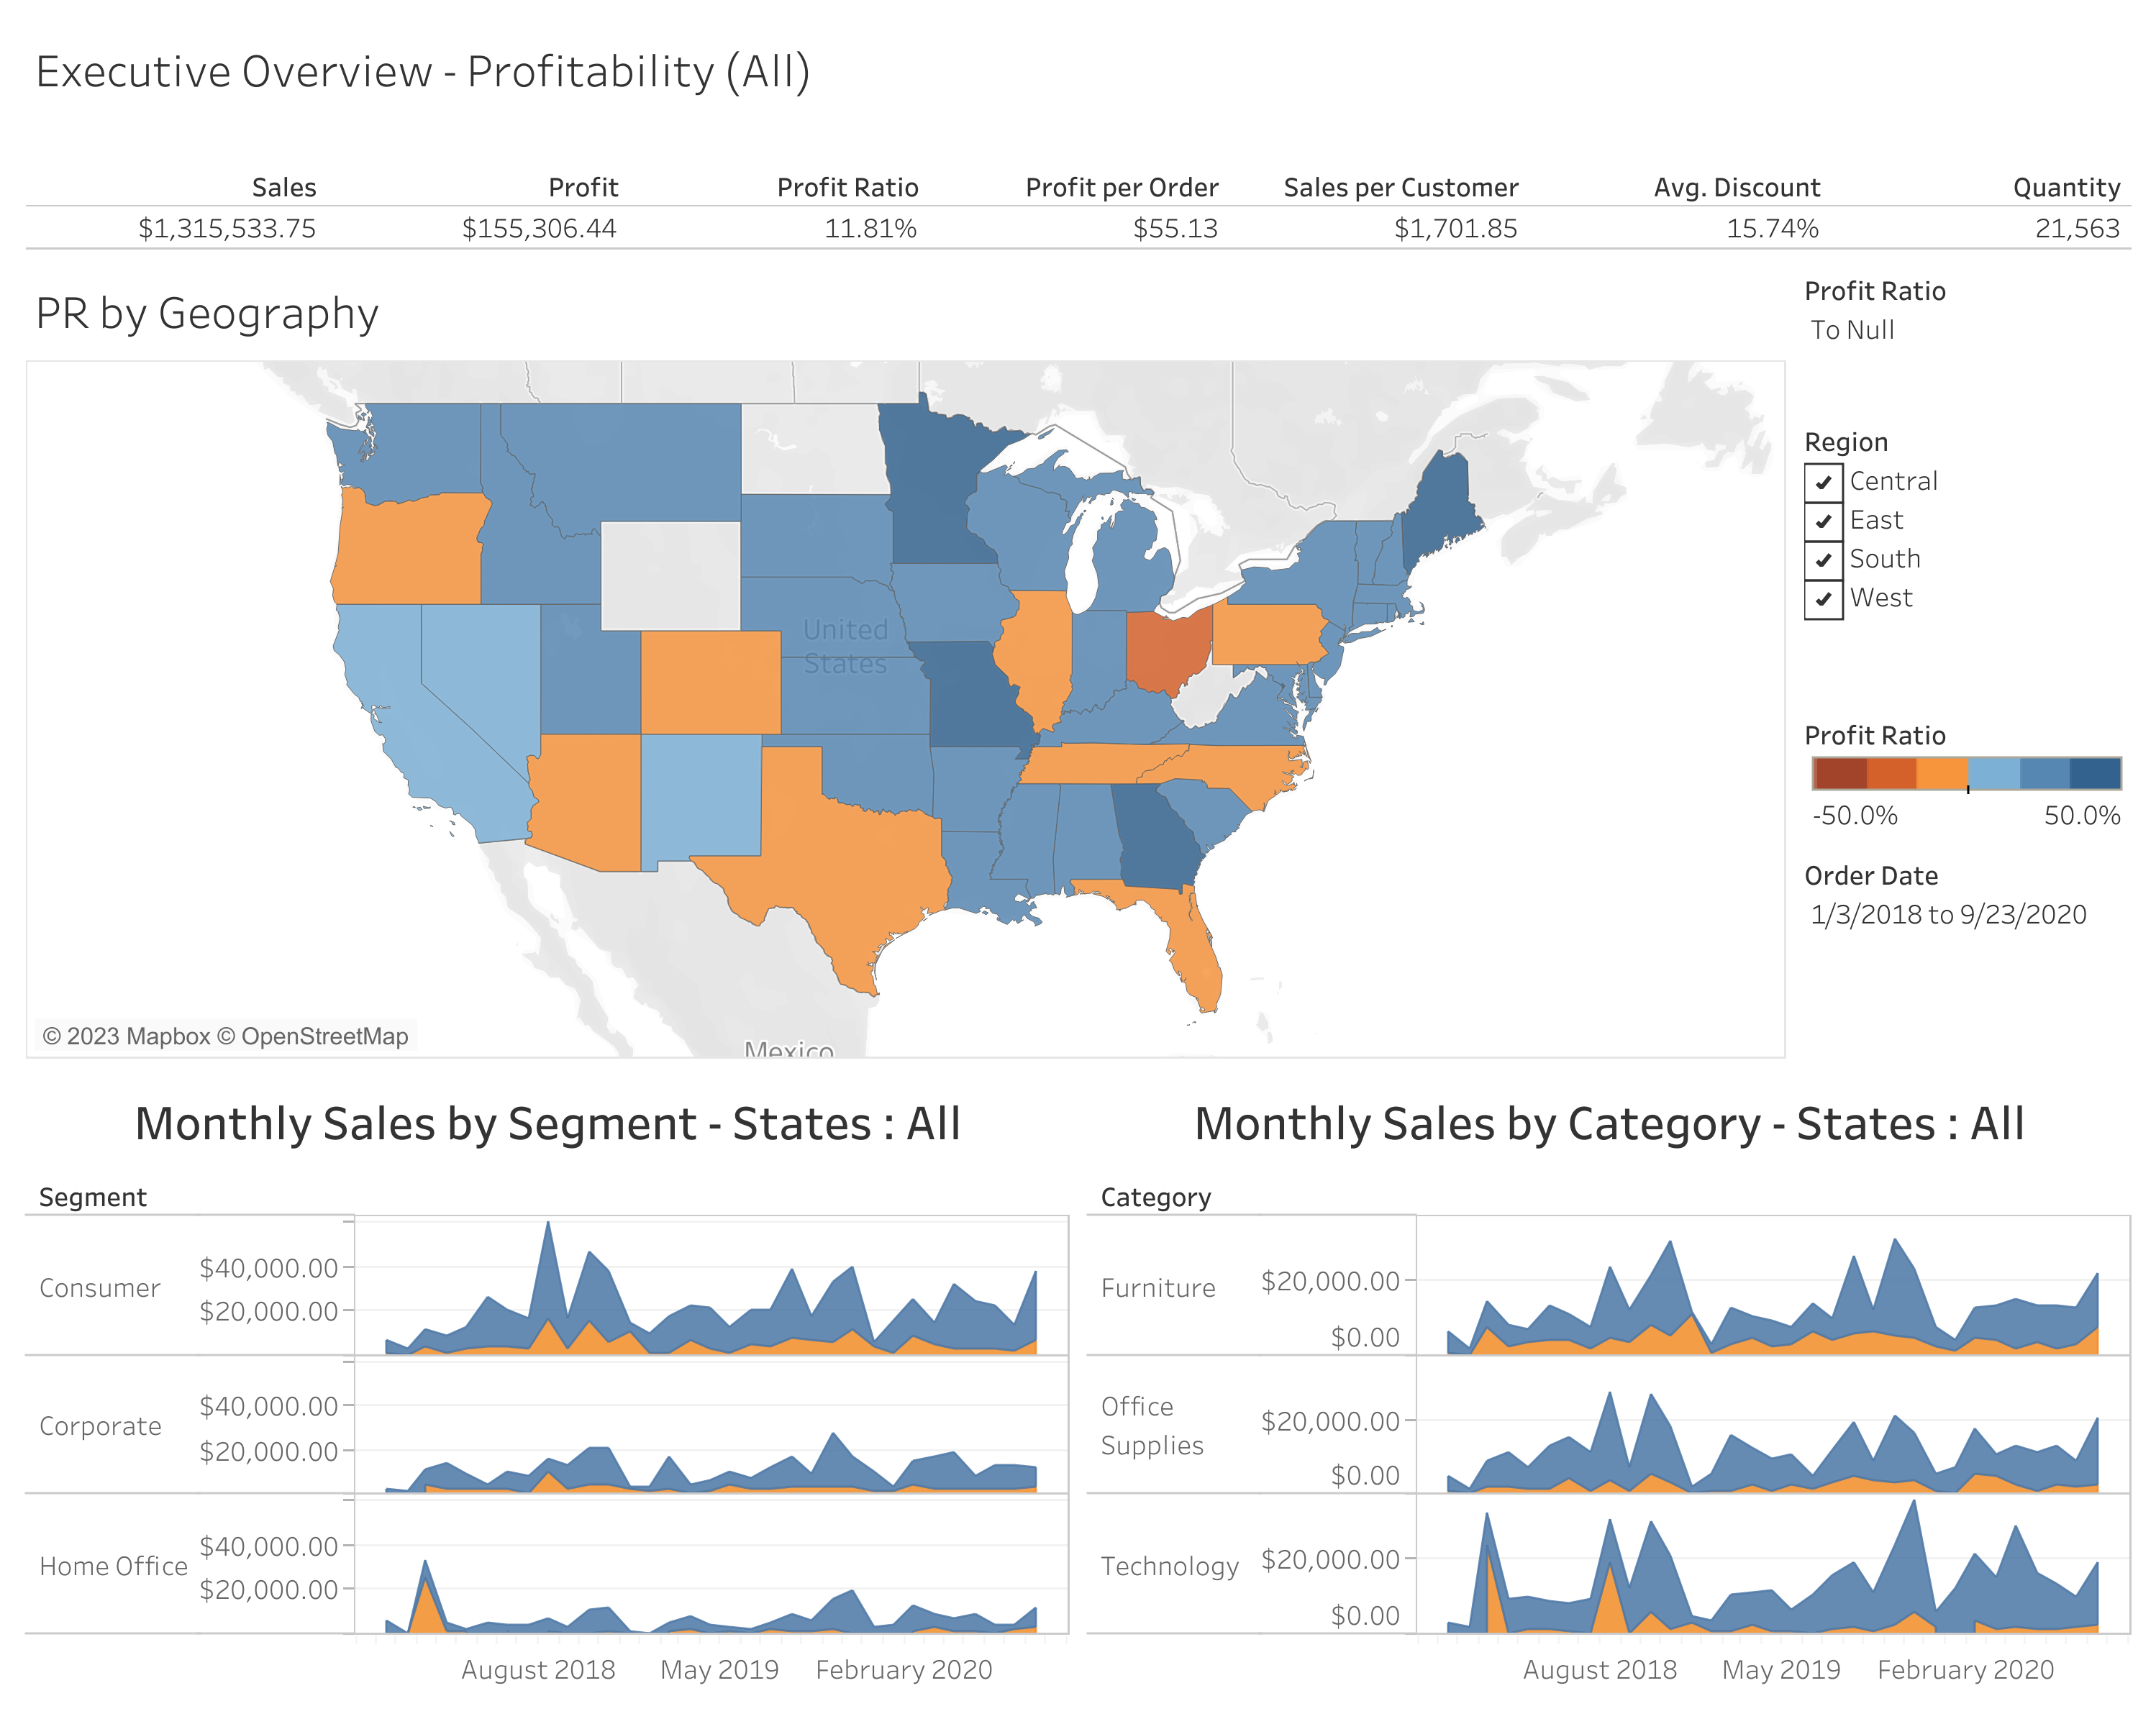 Executive Overview - Profitability (All)
Sales Profit Profit Ratio Profit per Order Sales per Customer Avg. Discount Quantity
$1,315,533.75 $155,306.44 11.81% $55.13 $1,701.85 15.74% 21,563
PR by Geography
Profit Ratio
To Null
Region
Central
East
South
West
United
States
Profit Ratio
-50.0% 50.0%
Order Date
1/3/2018 to 9/23/2020
© 2023 Mapbox © OpenStreetMap
Mexico
Monthly Sales by Segment - States : All
Segment
Consumer
$40,000.00
$20,000.00
Corporate
$40,000.00
$20,000.00
Home Office
$40,000.00
$20,000.00
August 2018 May 2019 February 2020
Monthly Sales by Category - States : All
Category
Furniture
$20,000.00
$0.00
Office
Supplies
$20,000.00
$0.00
Technology
$20,000.00
$0.00
August 2018 May 2019 February 2020